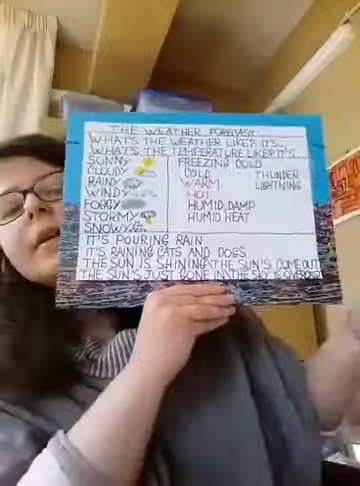 THE WEATHER FORECAST
WHAT'S THE WEATHER LIKE? IT'S...
WHAT'S THE TEMPERATURE LIKE? IT'S....
SUNNY
CLOUDY
RAINY
WINDY
FOGGY
STORMY
SNOWY
FREEZING COLD
COLD
WARM
HOT
HUMID, DAMP
HUMID HEAT
THUNDER
LIGHTNING
IT'S POURING RAIN
IT'S RAINING CATS AND DOGS
THE SUN IS SHINING THE SUN'S COME OUT
THE SUN'S JUST GONE IN THE SKY IS